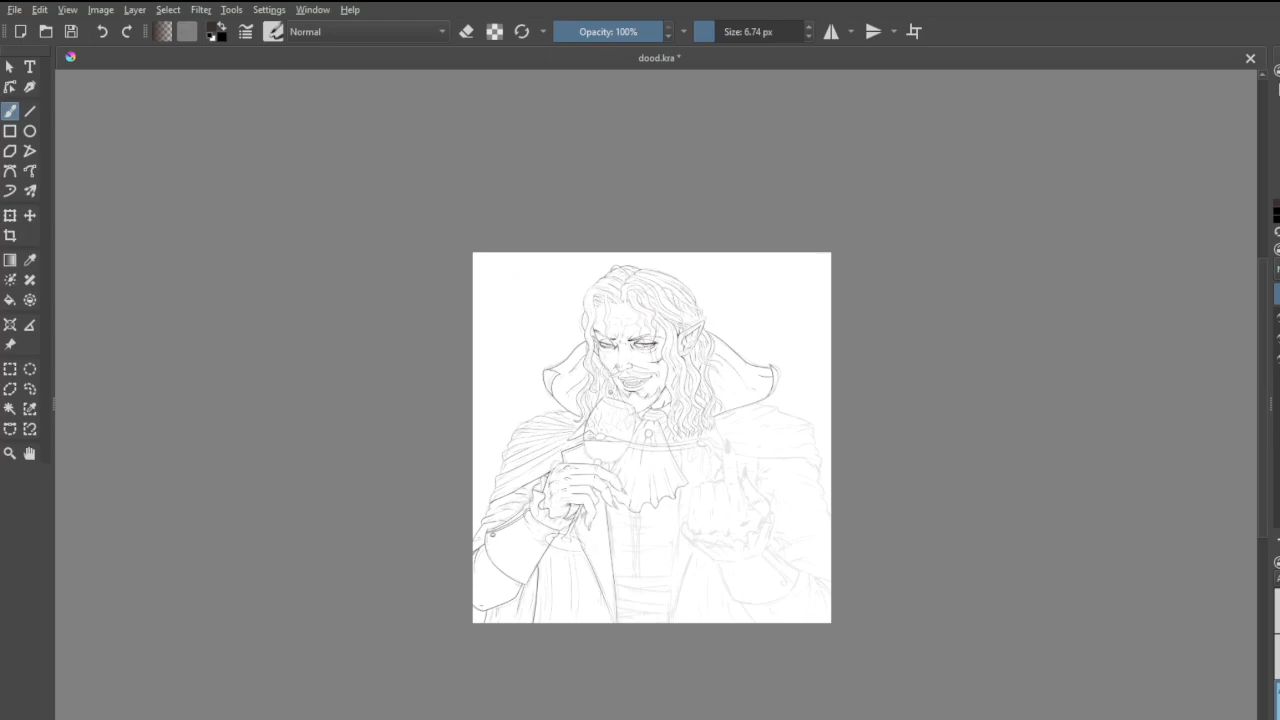 File Edit View Image Layer Select Filter Tools Settings Window Help
Normal Opacity: 100% Size: 6.74 px
dood.kra *